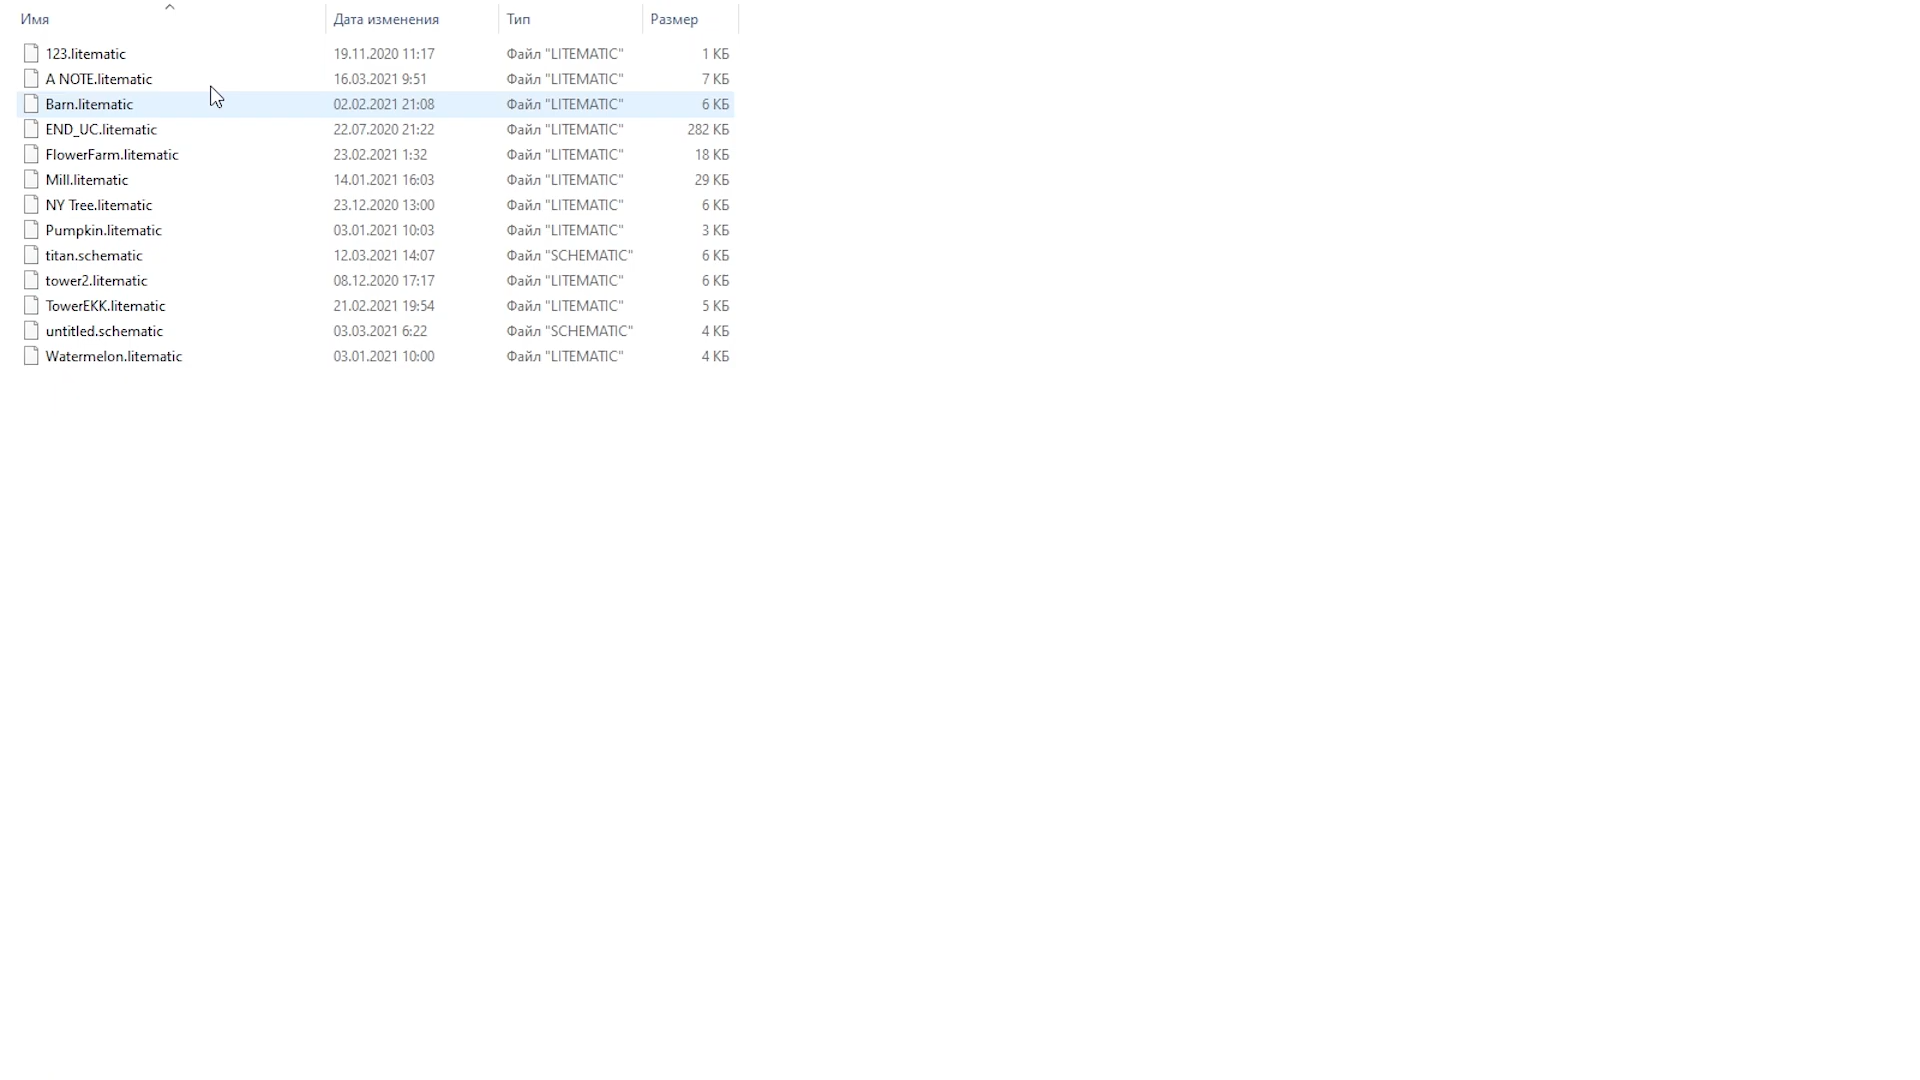 Имя Дата изменения Тип Размер
123.litematic 19.11.2020 11:17 Файл "LITEMATIC" 1 КБ
A NOTE.litematic 16.03.2021 9:51 Файл "LITEMATIC" 7 КБ
Barn.litematic 02.02.2021 21:08 Файл "LITEMATIC" 6 КБ
END_UC.litematic 22.07.2020 21:22 Файл "LITEMATIC" 282 КБ
FlowerFarm.litematic 23.02.2021 1:32 Файл "LITEMATIC" 18 КБ
Mill.litematic 14.01.2021 16:03 Файл "LITEMATIC" 29 КБ
NY Tree.litematic 23.12.2020 13:00 Файл "LITEMATIC" 6 КБ
Pumpkin.litematic 03.01.2021 10:03 Файл "LITEMATIC" 3 КБ
titan.schematic 12.03.2021 14:07 Файл "SCHEMATIC" 6 КБ
tower2.litematic 08.12.2020 17:17 Файл "LITEMATIC" 6 КБ
TowerEKK.litematic 21.02.2021 19:54 Файл "LITEMATIC" 5 КБ
untitled.schematic 03.03.2021 6:22 Файл "SCHEMATIC" 4 КБ
Watermelon.litematic 03.01.2021 10:00 Файл "LITEMATIC" 4 КБ